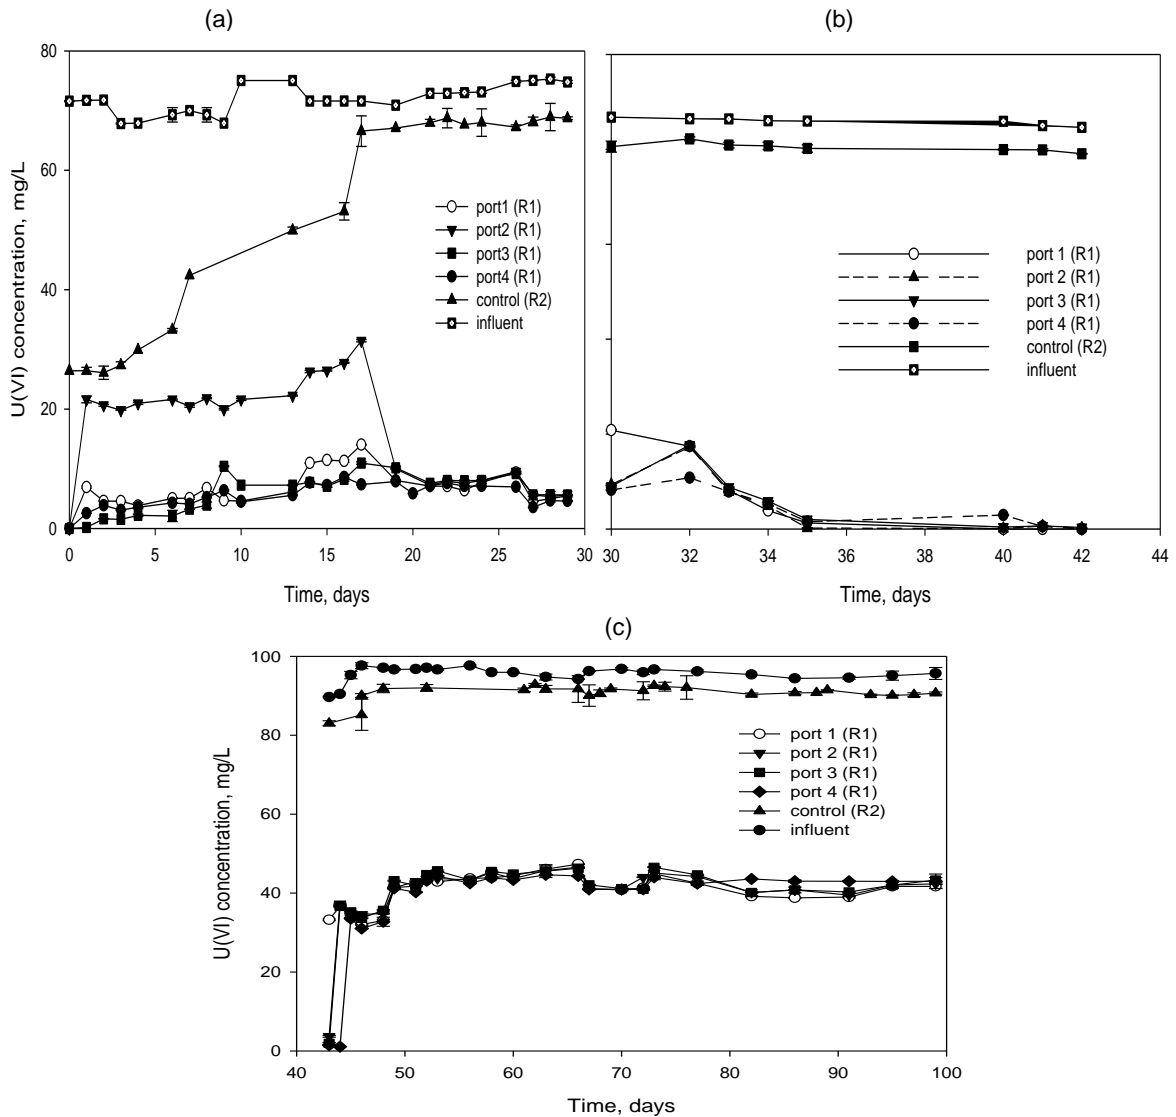 (a)
(b)
U(VI) concentration, mg/L
80
60
40
20
0
port1 (R1)
port2 (R1)
port3 (R1)
port4 (R1)
control (R2)
influent
0 5 10 15 20 25 30
Time, days
port 1 (R1)
port 2 (R1)
port 3 (R1)
port 4 (R1)
control (R2)
influent
30 32 34 36 38 40 42 44
Time, days
(c)
U(VI) concentration, mg/L
100
80
60
40
20
0
port 1 (R1)
port 2 (R1)
port 3 (R1)
port 4 (R1)
control (R2)
influent
40 50 60 70 80 90 100
Time, days